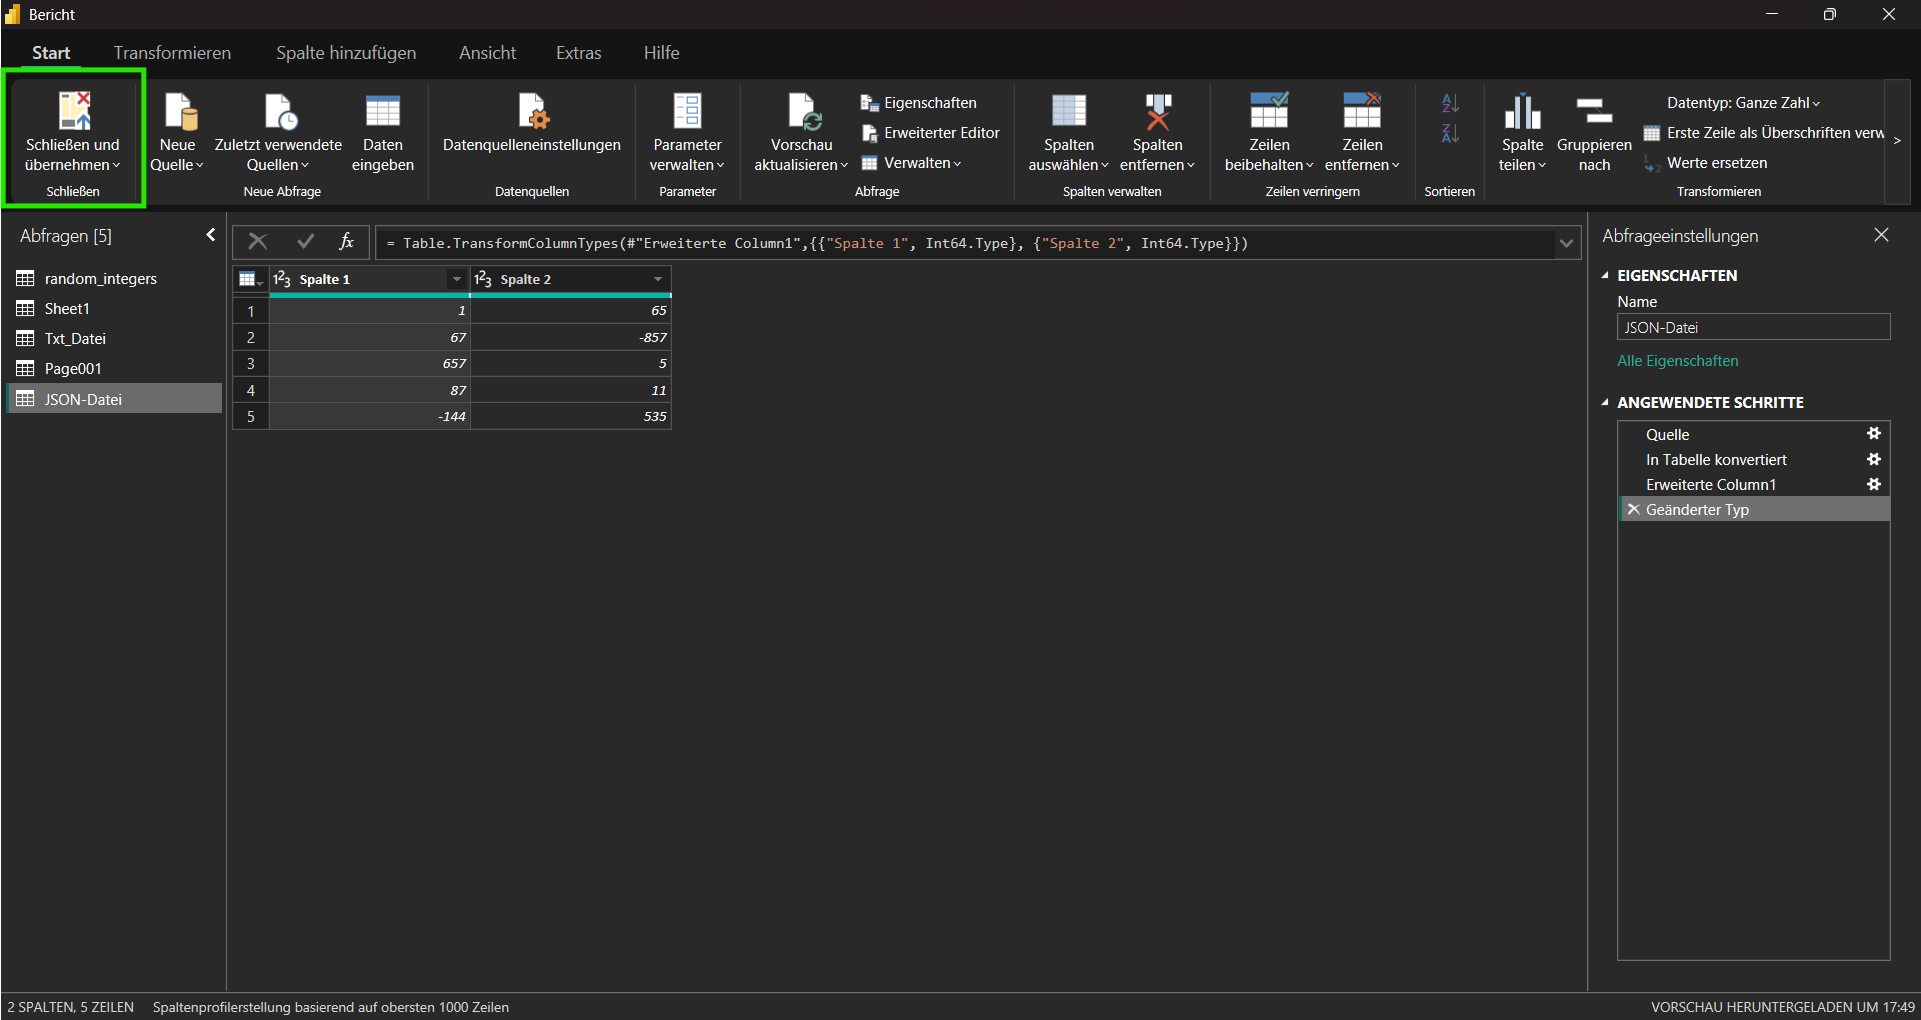 Bericht
Start Transformieren Spalte hinzufügen Ansicht Extras Hilfe
Schließen und übernehmen
Schließen
Neue Quelle
Zuletzt verwendete Quellen
Daten eingeben
Neue Abfrage
Datenquelleneinstellungen
Datenquellen
Parameter verwalten
Parameter
Vorschau aktualisieren
Eigenschaften
Erweiterter Editor
Verwalten
Abfrage
Spalten auswählen
Spalten entfernen
Spalten verwalten
Zeilen beibehalten
Zeilen entfernen
Zeilen verringern
Sortieren
Spalte teilen
Gruppieren nach
Datentyp: Ganze Zahl
Erste Zeile als Überschriften verw
Werte ersetzen
Transformieren
Abfragen [5]
random_integers
Sheet1
Txt_Datei
Page001
JSON-Datei
fx = Table.TransformColumnTypes(#"Erweiterte Column1",{{"Spalte 1", Int64.Type}, {"Spalte 2", Int64.Type}})
123 Spalte 1 123 Spalte 2
1 1 65
2 67 -857
3 657 5
4 87 11
5 -144 535
Abfrageeinstellungen
EIGENSCHAFTEN
Name
JSON-Datei
Alle Eigenschaften
ANGEWENDETE SCHRITTE
Quelle
In Tabelle konvertiert
Erweiterte Column1
Geänderter Typ
2 SPALTEN, 5 ZEILEN Spaltenprofilerstellung basierend auf obersten 1000 Zeilen VORSCHAU HERUNTERGELADEN UM 17:49